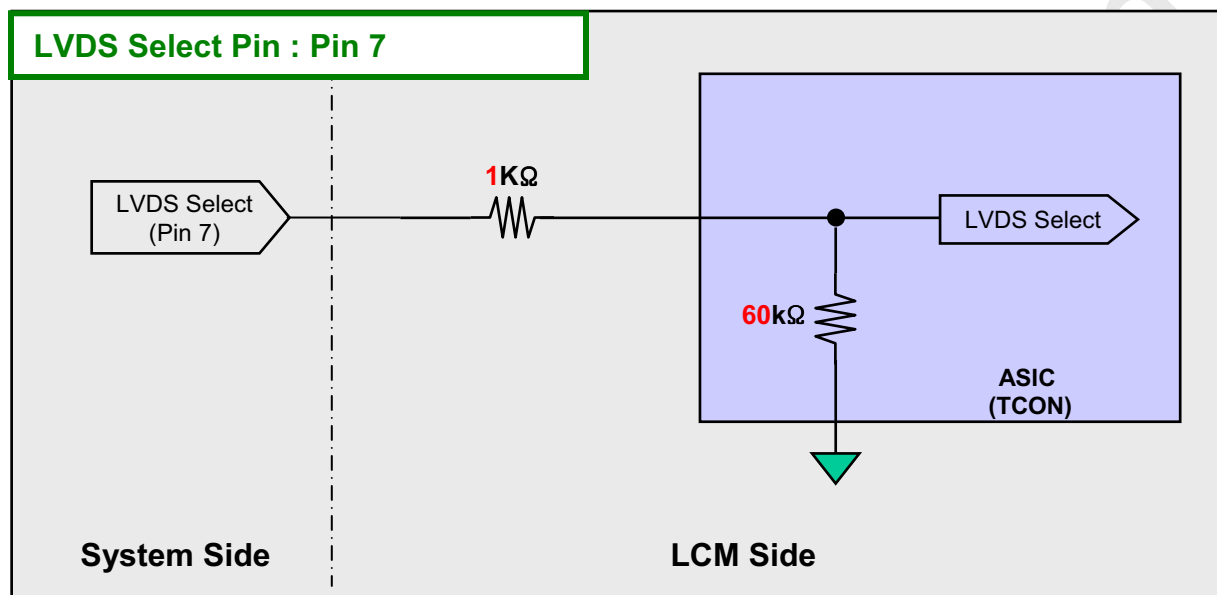 LVDS Select Pin : Pin 7
1KΩ
LVDS Select
(Pin 7)
LVDS Select
60kΩ
ASIC
(TCON)
System Side
LCM Side